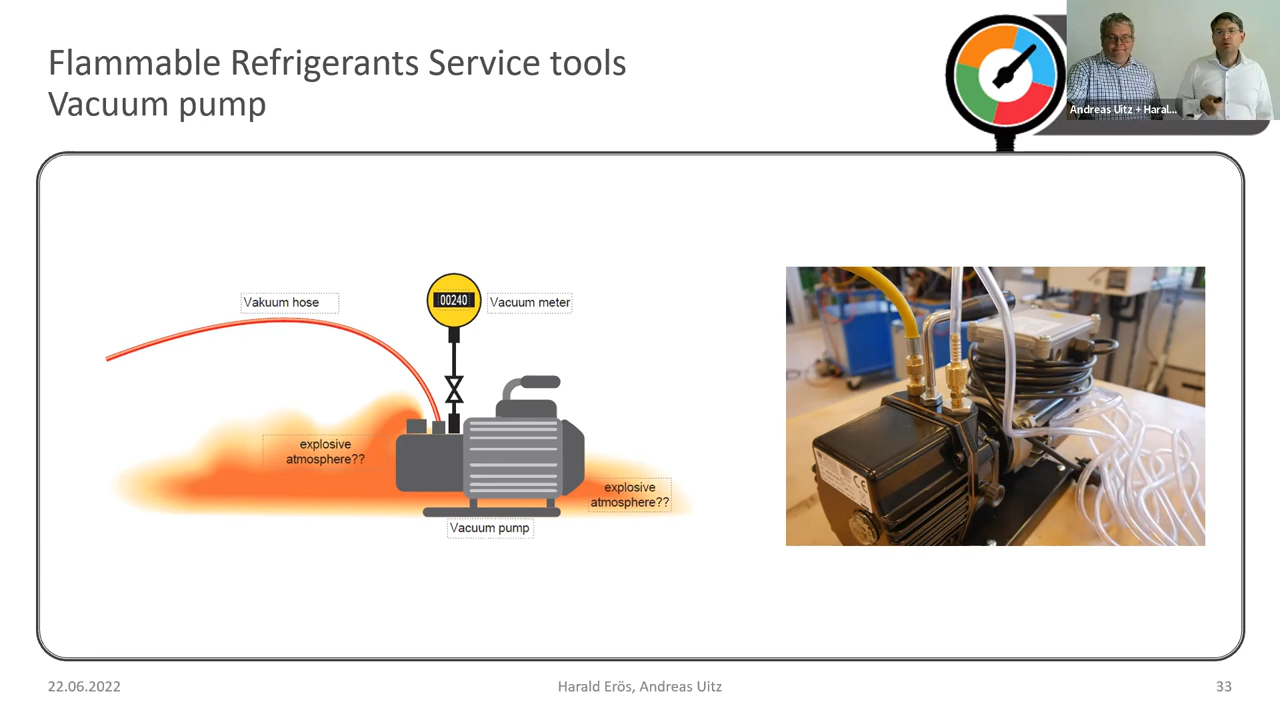 Flammable Refrigerants Service tools
Vacuum pump
Andreas Uitz + Haral...
Vakuum hose
00240
Vacuum meter
explosive
atmosphere??
explosive
atmosphere??
Vacuum pump
22.06.2022
Harald Erös, Andreas Uitz
33